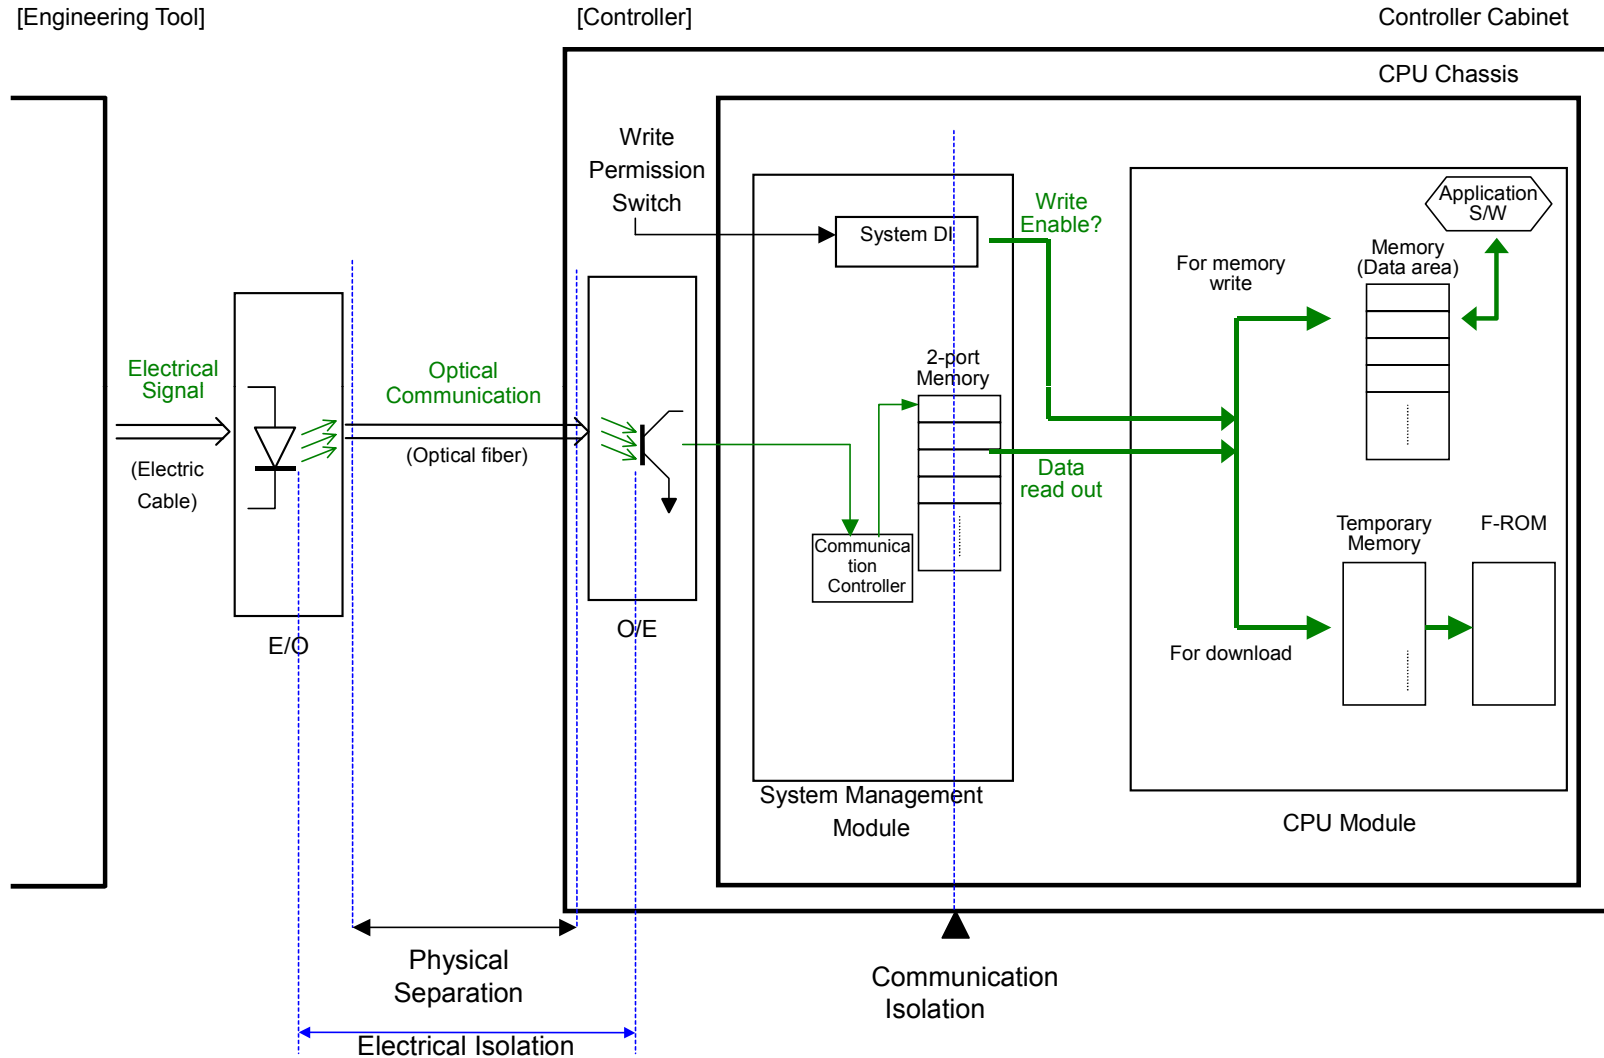 [Engineering Tool]
[Controller]
Controller Cabinet
CPU Chassis
Write
Permission
Switch
System DI
Write
Enable?
Application
S/W
Memory
(Data area)
For memory
write
Electrical
Signal
(Electric
Cable)
Optical
Communication
(Optical fiber)
2-port
Memory
Data
read out
Communica
tion
Controller
Temporary
Memory
F-ROM
For download
E/O
O/E
System Management
Module
CPU Module
Physical
Separation
Communication
Isolation
Electrical Isolation